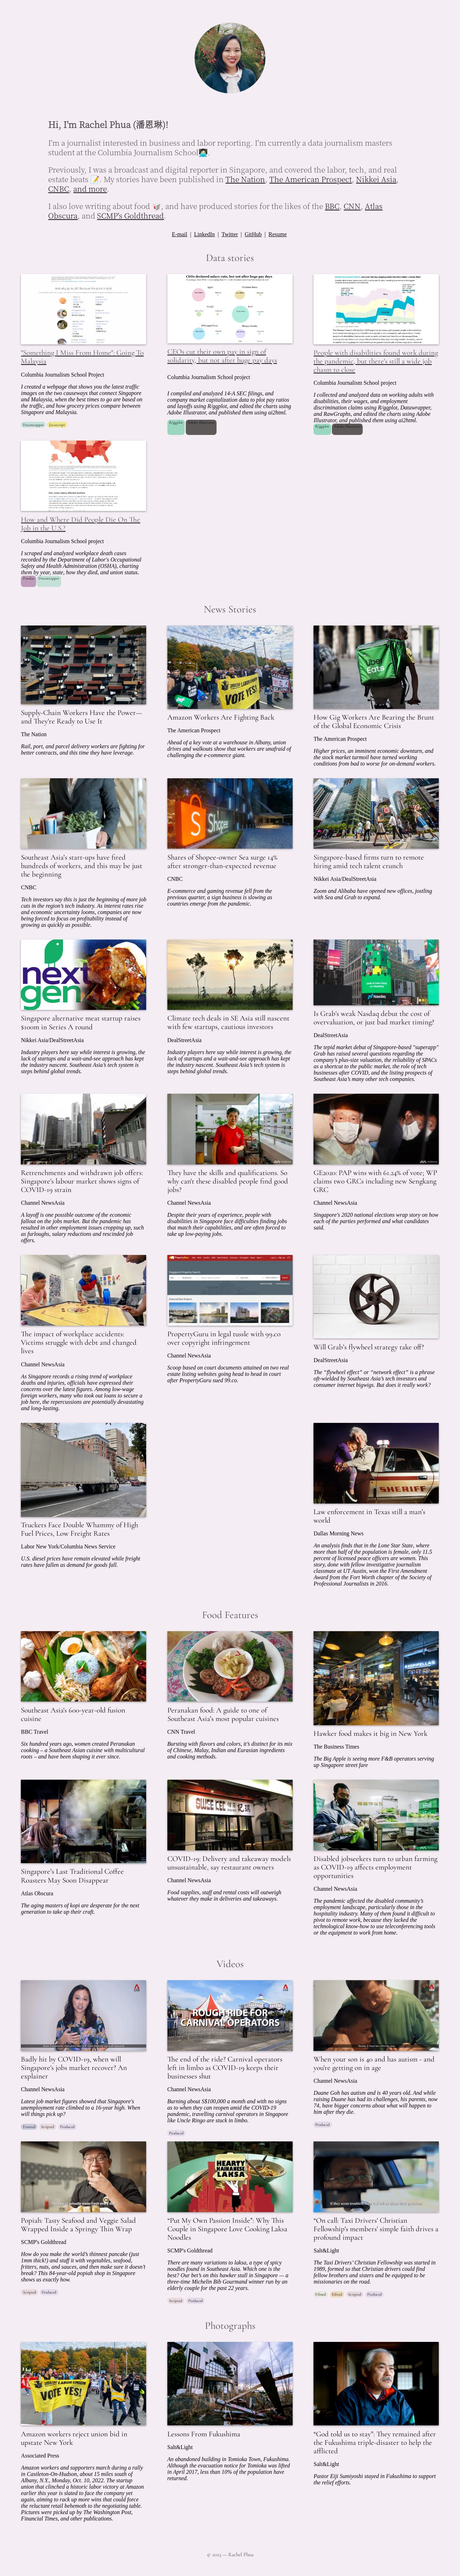 Hi, I'm Rachel Phua (潘恩琳)!
I'm a journalist interested in business and labor reporting. I'm currently a data journalism masters
student at the Columbia Journalism School👩🏻‍💻.
Previously, I was a broadcast and digital reporter in Singapore, and covered the labor, tech, and real
estate beats 📝. My stories have been published in The Nation, The American Prospect, Nikkei Asia,
CNBC, and more.
I also love writing about food 🥡, and have produced stories for the likes of the BBC, CNN, Atlas
Obscura, and SCMP's Goldthread.
E-mail | LinkedIn | Twitter | GitHub | Resume
Data stories
"Something I Miss From Home": Going To
Malaysia
Columbia Journalism School Project
I created a webpage that shows you the latest traffic
images on the two causeways that connect Singapore
and Malaysia, when the best times to go are based on
the traffic, and how grocery prices compare between
Singapore and Malaysia.
Datawrapper Javascript
CEOs declined salary cuts, but not other huge pay days
CEOs cut their own pay in sign of
solidarity, but not after huge pay days
Columbia Journalism School project
I compiled and analyzed 14-A SEC filings, and
company market capitalization data on CEO pay ratios
and layoffs using R/ggplot, and edited the charts using
Adobe Illustrator, and published them using ai2html.
R/ggplot
People with disabilities found work during
the pandemic, but there's still a wide job
chasm to close
Columbia Journalism School project
I collected and analyzed data on working adults with
disabilities, their wages, and employment
discrimination claims using R/ggplot, Datawrapper,
and RawGraphs, and edited the charts using Adobe
Illustrator, and published them using ai2html.
R/ggplot
How and Where Did People Die On The
Job in the U.S.?
Columbia Journalism School project
I scraped and analyzed workplace death cases
recorded by the Department of Labor's Occupational
Safety and Health Administration (OSHA), charting
them by year, state, how they died, and union status.
Pandas Datawrapper
News Stories
Supply-Chain Workers Have the Power—
and They're Ready to Use It
The Nation
Rail, port, and parcel delivery workers are fighting for
better contracts, and this time they have leverage.
VOTE YES!
Amazon Workers Are Fighting Back
The American Prospect
Ahead of a key vote at a warehouse in Albany, union
drives and walkouts show that workers are unafraid of
challenging the e-commerce giant.
Uber
Eats
How Gig Workers Are Bearing the Brunt
of the Global Economic Crisis
The American Prospect
Higher prices, an imminent economic downturn, and
the stock market turmoil have turned working
conditions from bad to worse for on-demand workers.
Southeast Asia's start-ups have fired
hundreds of workers, and this may be just
the beginning
CNBC
Tech investors say this is just the beginning of more job
cuts in the region's tech industry. As interest rates rise
and economic uncertainty looms, companies are now
being forced to focus on profitability instead of
growing as quickly as possible.
Shopee
Shares of Shopee-owner Sea surge 14%
after stronger-than-expected revenue
CNBC
E-commerce and gaming revenue fell from the
previous quarter, a sign business is slowing as
countries emerge from the pandemic.
Singapore-based firms turn to remote
hiring amid tech talent crunch
Nikkei Asia/DealStreetAsia
Zoom and Alibaba have opened new offices, jostling
with Sea and Grab to expand.
next
gen
Singapore alternative meat startup raises
$100m in Series A round
Nikkei Asia/DealStreetAsia
Industry players have say while interest is growing, the
lack of startups and a wait-and-see approach has kept
the industry nascent. Southeast Asia's tech system is
steps behind global trends.
Climate tech deals in SE Asia still nascent
with few startups, cautious investors
DealStreetAsia
Industry players have say while interest is growing, the
lack of startups and a wait-and-see approach has kept
the industry nascent. Southeast Asia's tech system is
steps behind global trends.
Is Grab's weak Nasdaq debut the cost of
overvaluation, or just bad market timing?
DealStreetAsia
The tepid market debut of Singapore-based "superapp"
Grab has raised several questions regarding the
company's plus-size valuation, the reliability of SPACs
as a shortcut to the public market, the role of tech
businesses after COVID, and the listing prospects of
Southeast Asia's many other tech companies.
Retrenchments and withdrawn job offers:
Singapore's labour market shows signs of
COVID-19 strain
Channel NewsAsia
A layoff is one possible outcome of the economic
fallout on the jobs market. But the pandemic has
resulted in other employment issues cropping up, such
as furloughs, salary reductions and rescinded job
offers.
They have the skills and qualifications. So
why can't these disabled people find good
jobs?
Channel NewsAsia
Despite their years of experience, people with
disabilities in Singapore face difficulties finding jobs
that match their capabilities, and are often forced to
take up low-paying jobs.
GE2020: PAP wins with 61.24% of vote; WP
claims two GRCs including new Sengkang
GRC
Channel NewsAsia
Singapore's 2020 national elections wrap story on how
each of the parties performed and what candidates
said.
The impact of workplace accidents:
Victims struggle with debt and changed
lives
Channel NewsAsia
As Singapore records a rising trend of workplace
deaths and injuries, officials have expressed their
concerns over the latest figures. Among low-wage
foreign workers, many who took out loans to secure a
job here, the repercussions are potentially devastating
and long-lasting.
PropertyGuru in legal tussle with 99.co
over copyright infringement
Channel NewsAsia
Scoop based on court documents attained on two real
estate listing websites going head to head in court
after PropertyGuru sued 99.co.
Will Grab's flywheel strategy take off?
DealStreetAsia
The "flywheel effect" or "network effect" is a phrase
oft-wielded by Southeast Asia's tech investors and
consumer internet bigwigs. But does it really work?
Truckers Face Double Whammy of High
Fuel Prices, Low Freight Rates
Labor New York/Columbia News Service
U.S. diesel prices have remain elevated while freight
rates have fallen as demand for goods fall.
SHERIFF
Law enforcement in Texas still a man's
world
Dallas Morning News
An analysis finds that in the Lone Star State, where
more than half of the population is female, only 11.5
percent of licensed peace officers are women. This
story, done with fellow investigative journalism
classmate at UT Austin, won the First Amendment
Award from the Fort Worth chapter of the Society of
Professional Journalists in 2016.
Food Features
Southeast Asia's 600-year-old fusion
cuisine
BBC Travel
Six hundred years ago, women created Peranakan
cooking – a Southeast Asian cuisine with multicultural
roots – and have been shaping it ever since.
Peranakan food: A guide to one of
Southeast Asia's most popular cuisines
CNN Travel
Bursting with flavors and colors, it's distinct for its mix
of Chinese, Malay, Indian and Eurasian ingredients
and cooking methods.
Hawker food makes it big in New York
The Business Times
The Big Apple is seeing more F&B operators serving
up Singapore street fare
Singapore's Last Traditional Coffee
Roasters May Soon Disappear
Atlas Obscura
The aging masters of kopi are desperate for the next
generation to take up their craft.
COVID-19: Delivery and takeaway models
unsustainable, say restaurant owners
Channel NewsAsia
Food supplies, staff and rental costs will outweigh
whatever they make in deliveries and takeaways.
Disabled jobseekers turn to urban farming
as COVID-19 affects employment
opportunities
Channel NewsAsia
The pandemic affected the disabled community's
employment landscape, particularly those in the
hospitality industry. Many of them found it difficult to
pivot to remote work, because they lacked the
technological know-how to use teleconferencing tools
or the equipment to work from home.
Videos
Badly hit by COVID-19, when will
Singapore's jobs market recover? An
explainer
Channel NewsAsia
Latest job market figures showed that Singapore's
unemployment rate climbed to a 16-year high. When
will things pick up?
Fronted Scripted Produced
ROUGH RIDE FOR
CARNIVAL OPERATORS
The end of the ride? Carnival operators
left in limbo as COVID-19 keeps their
businesses shut
Channel NewsAsia
Burning about S$100,000 a month and with no signs
as to when they can reopen amid the COVID-19
pandemic, travelling carnival operators in Singapore
like Uncle Ringo are stuck in limbo.
Produced
When your son is 40 and has autism - and
you're getting on in age
Channel NewsAsia
Duane Goh has autism and is 40 years old. And while
raising Duane has had its challenges, his parents, now
74, have bigger concerns about what will happen to
him after they die.
Produced
Popiah: Tasty Seafood and Veggie Salad
Wrapped Inside a Springy Thin Wrap
SCMP's Goldthread
How do you make the world's thinnest pancake (just
1mm thick!) and stuff it with vegetables, seafood,
fritters, nuts, and sauces, and then make sure it doesn't
break? This 84-year-old popiah shop in Singapore
shows us exactly how.
Scripted Produced
HEARTY
HAINANESE
LAKSA
"Put My Own Passion Inside": Why This
Couple in Singapore Love Cooking Laksa
Noodles
SCMP's Goldthread
There are many variations to laksa, a type of spicy
noodles found in Southeast Asia. Which one is the
best? Our bet's on this hawker stall in Singapore — a
three-time Michelin Bib Gourmand winner run by an
elderly couple for the past 22 years.
Scripted Produced
"On call: Taxi Drivers' Christian
Fellowship's members' simple faith drives a
profound impact
Salt&Light
The Taxi Drivers' Christian Fellowship was started in
1989, formed so that Christian drivers could be find
fellow brothers and sisters and be equipped to be
missionaries on the road.
Filmed Edited Scripted Produced
Photographs
VOTE YES!
Amazon workers reject union bid in
upstate New York
Associated Press
Amazon workers and supporters march during a rally
in Castleton-On-Hudson, about 15 miles south of
Albany, N.Y., Monday, Oct. 10, 2022. The startup
union that clinched a historic labor victory at Amazon
earlier this year is slated to face the company yet
again, aiming to rack up more wins that could force
the reluctant retail behemoth to the negotiating table.
Pictures were picked up by The Washington Post,
Financial Times, and other publications.
Lessons From Fukushima
Salt&Light
An abandoned building in Tomioka Town, Fukushima.
Although the evacuation notice for Tomioka was lifted
in April 2017, less than 10% of the population have
returned.
"God told us to stay": They remained after
the Fukushima triple-disaster to help the
afflicted
Salt&Light
Pastor Eiji Sumiyoshi stayed in Fukushima to support
the relief efforts.
© 2023 — Rachel Phua